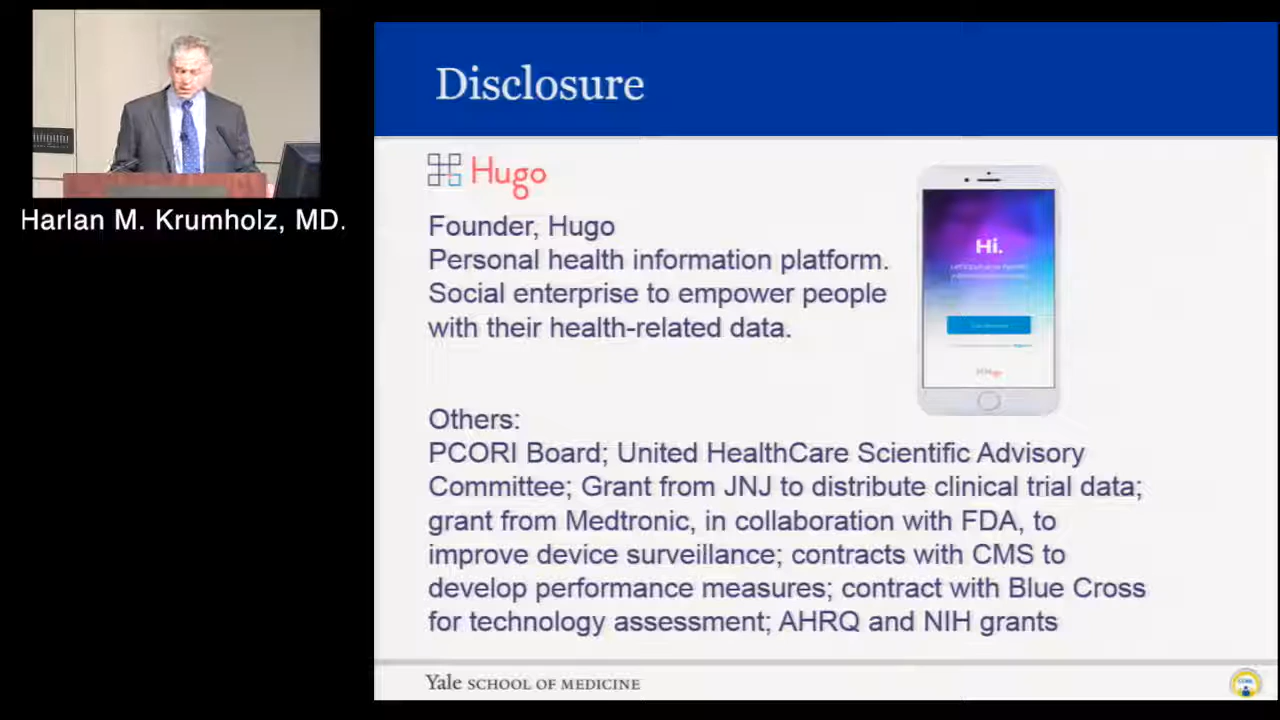 Harlan M. Krumholz, MD.
Disclosure
Hugo
Founder, Hugo
Personal health information platform.
Social enterprise to empower people
with their health-related data.
Hi.
Others:
PCORI Board; United HealthCare Scientific Advisory
Committee; Grant from JNJ to distribute clinical trial data;
grant from Medtronic, in collaboration with FDA, to
improve device surveillance; contracts with CMS to
develop performance measures; contract with Blue Cross
for technology assessment; AHRQ and NIH grants
Yale SCHOOL OF MEDICINE